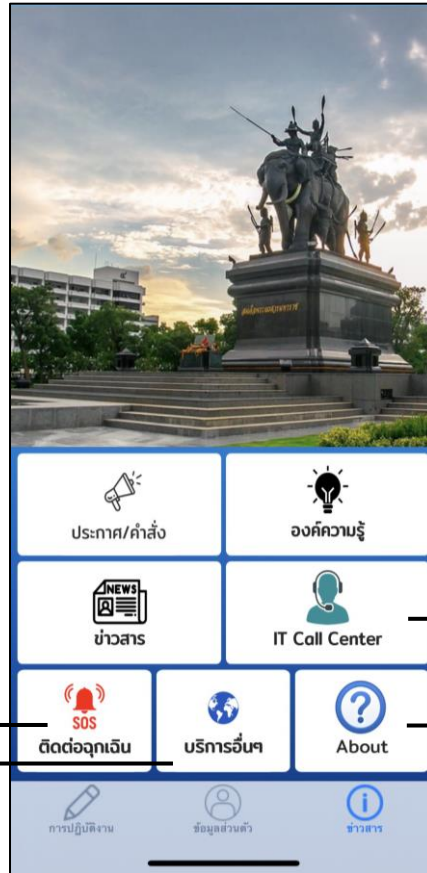 ประกาศ/คำสั่ง
องค์ความรู้
NEWS
ข่าวสาร
IT Call Center
SOS
ติดต่อฉุกเฉิน
บริการอื่นๆ
?
About
การปฏิบัติงาน
ข้อมูลส่วนตัว
ข่าวสาร